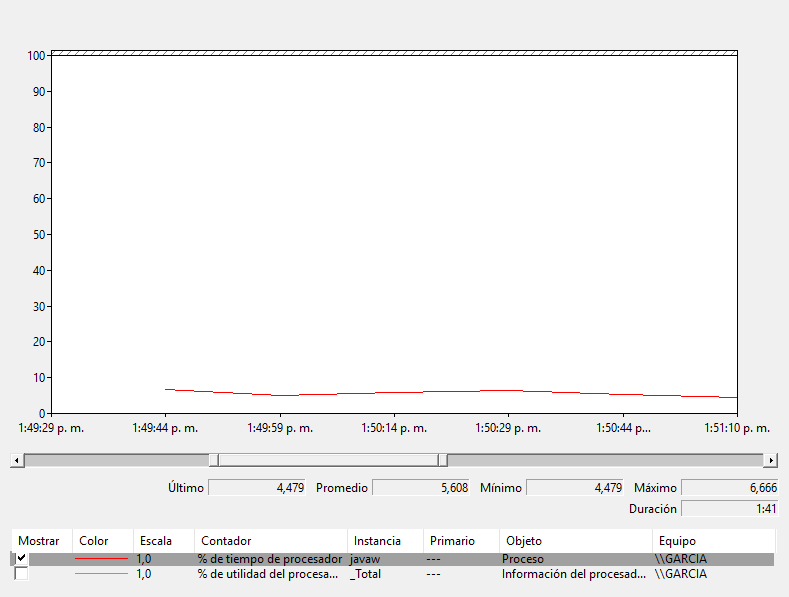 100
90
80
70
60
50
40
30
20
10
0
1:49:29 p. m. 1:49:44 p. m. 1:49:59 p. m. 1:50:14 p. m. 1:50:29 p. m. 1:50:44 p... 1:51:10 p. m.
Último 4,479 Promedio 5,608 Mínimo 4,479 Máximo 6,666
Duración 1:41
Mostrar Color Escala Contador Instancia Primario Objeto Equipo
1,0 % de tiempo de procesador javaw --- Proceso \\GARCIA
1,0 % de utilidad del procesa... _Total --- Información del procesad... \\GARCIA